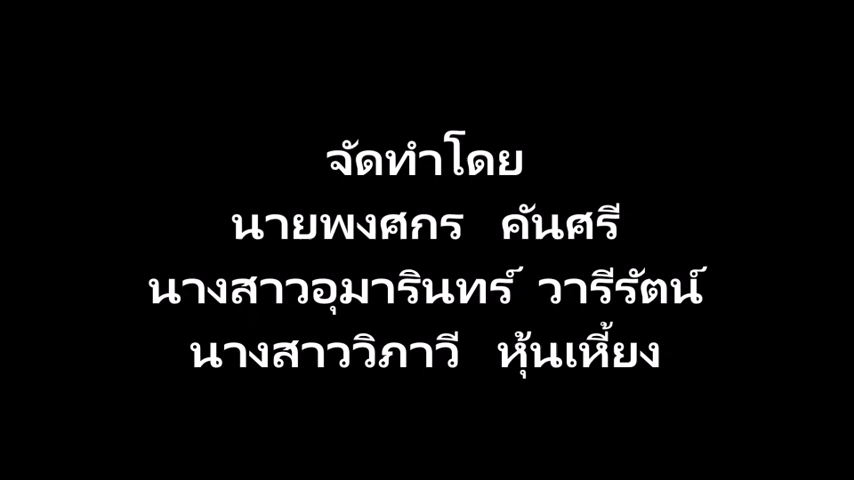 จัดทำโดย
นายพงศกร คันศรี
นางสาวอุมารินทร์ วารีรัตน์
นางสาววิภาวี หุ้นเหี้ยง